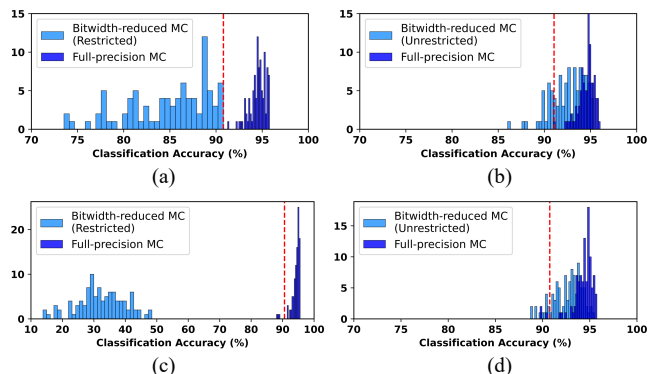 15
10
5
0
Bitwidth-reduced MC
(Restricted)
Full-precision MC
70 75 80 85 90 95 100
Classification Accuracy (%)
(a)
15
10
5
0
Bitwidth-reduced MC
(Unrestricted)
Full-precision MC
70 75 80 85 90 95 100
Classification Accuracy (%)
(b)
20
10
0
Bitwidth-reduced MC
(Restricted)
Full-precision MC
10 20 30 40 50 60 70 80 90 100
Classification Accuracy (%)
(c)
15
10
5
0
Bitwidth-reduced MC
(Unrestricted)
Full-precision MC
70 75 80 85 90 95 100
Classification Accuracy (%)
(d)